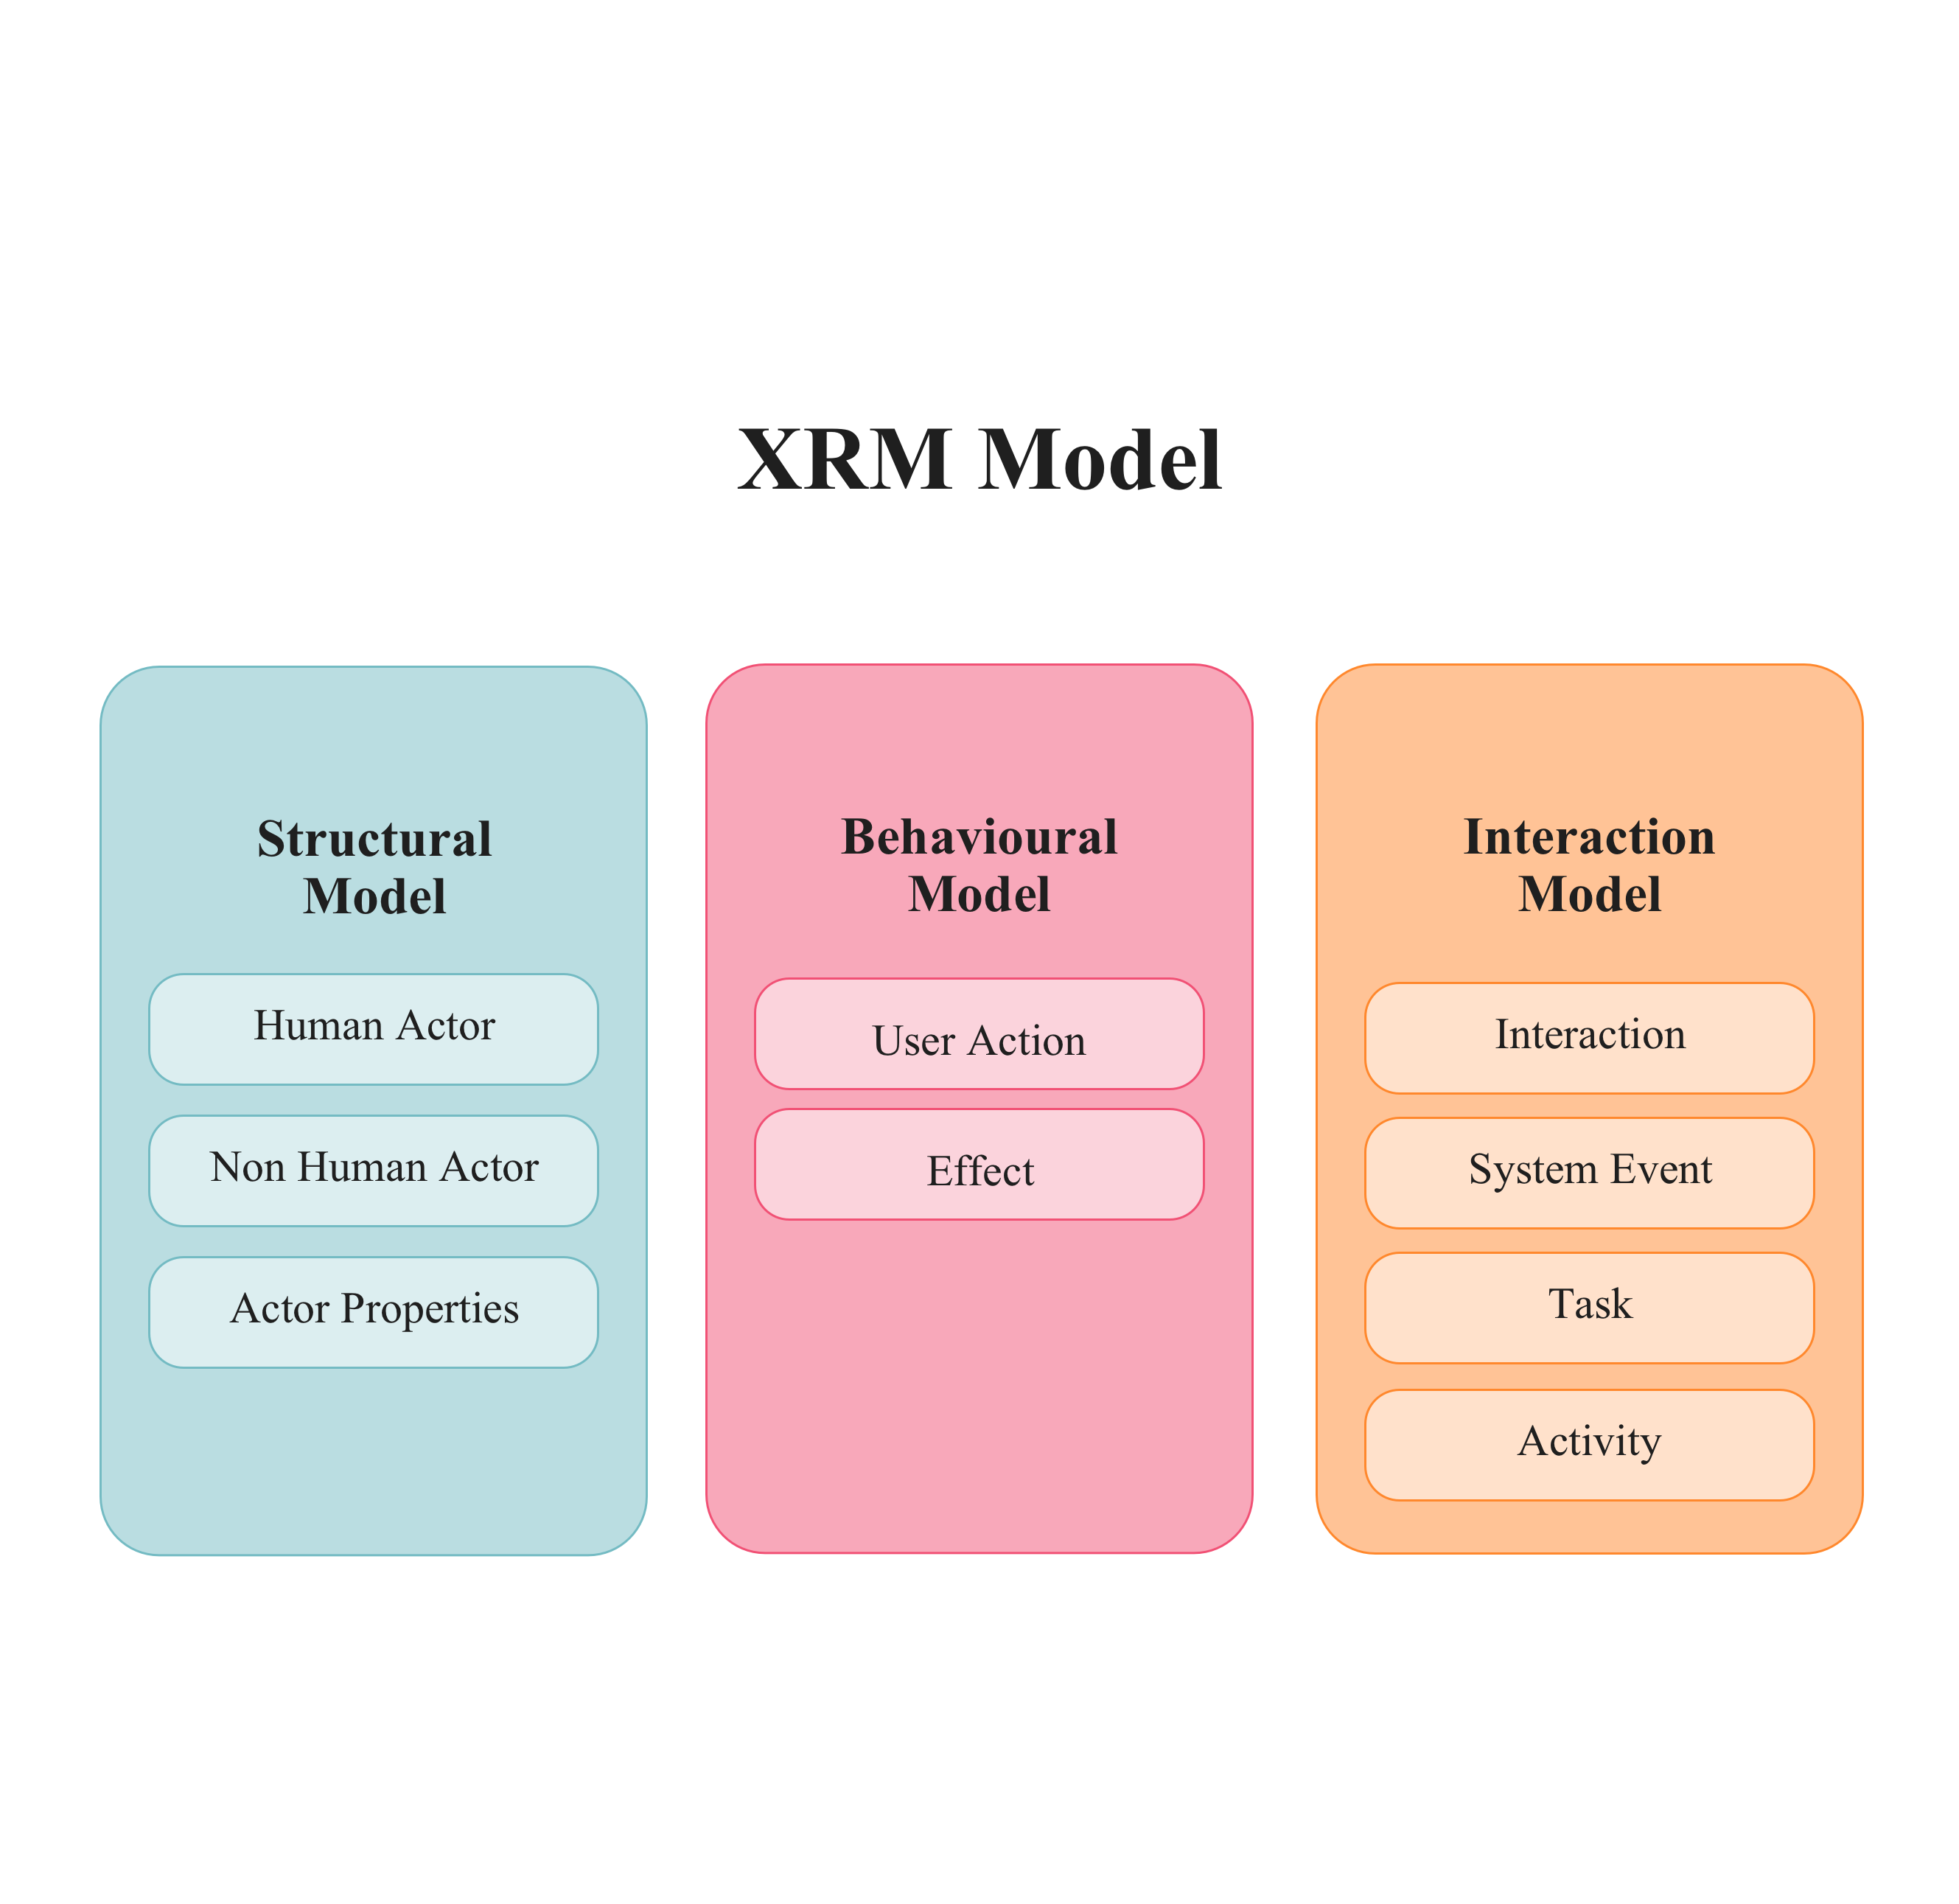 XRM Model
Structural
Model
Human Actor
Non Human Actor
Actor Properties
Behavioural
Model
User Action
Effect
Interaction
Model
Interaction
System Event
Task
Activity